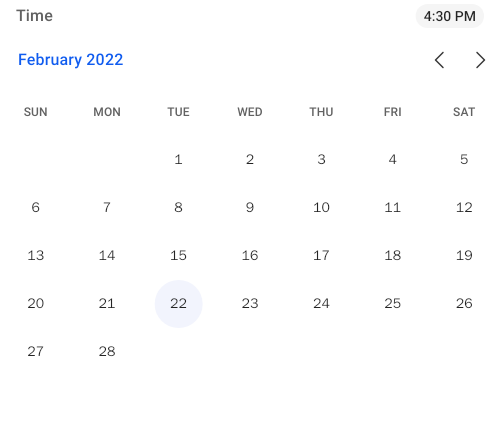 Time 4:30 PM
February 2022
SUN MON TUE WED THU FRI SAT
1 2 3 4 5
6 7 8 9 10 11 12
13 14 15 16 17 18 19
20 21 22 23 24 25 26
27 28